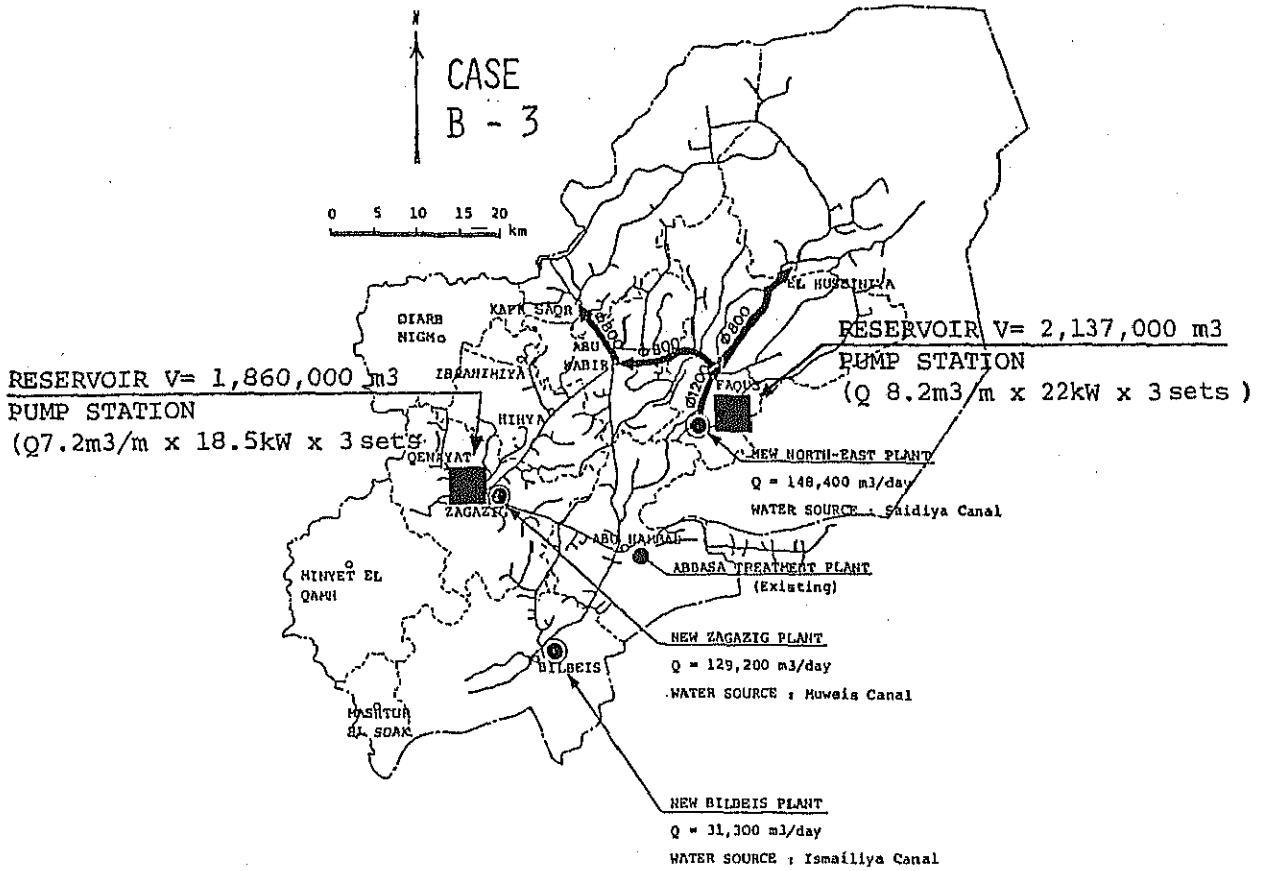 N
CASE
B - 3
0 5 10 15 20
km
EL HUSEINIYA
KAFR SAQR
DIARB
NIGM
ABU
KABIR
IBRAHIMIYA
HIHYA
Ø800
Ø800
Ø800
Ø1200
FAQUS
RESERVOIR V= 2,137,000 m3
PUMP STATION
(Q 8.2m3/m x 22kW x 3 sets )
RESERVOIR V= 1,860,000 m3
PUMP STATION
(Q7.2m3/m x 18.5kW x 3 sets
QENAYAT
ZAGAZIG
NEW NORTH-EAST PLANT
Q = 148,400 m3/day
WATER SOURCE : Saidiya Canal
ABU HAMMAD
ABBASA TREATMENT PLANT
(Existing)
MINYET EL
QAMH
NEW ZAGAZIG PLANT
Q = 129,200 m3/day
WATER SOURCE : Muweis Canal
BILBEIS
MASHTUR
EL SOAK
NEW BILBEIS PLANT
Q = 31,300 m3/day
WATER SOURCE : Ismailiya Canal